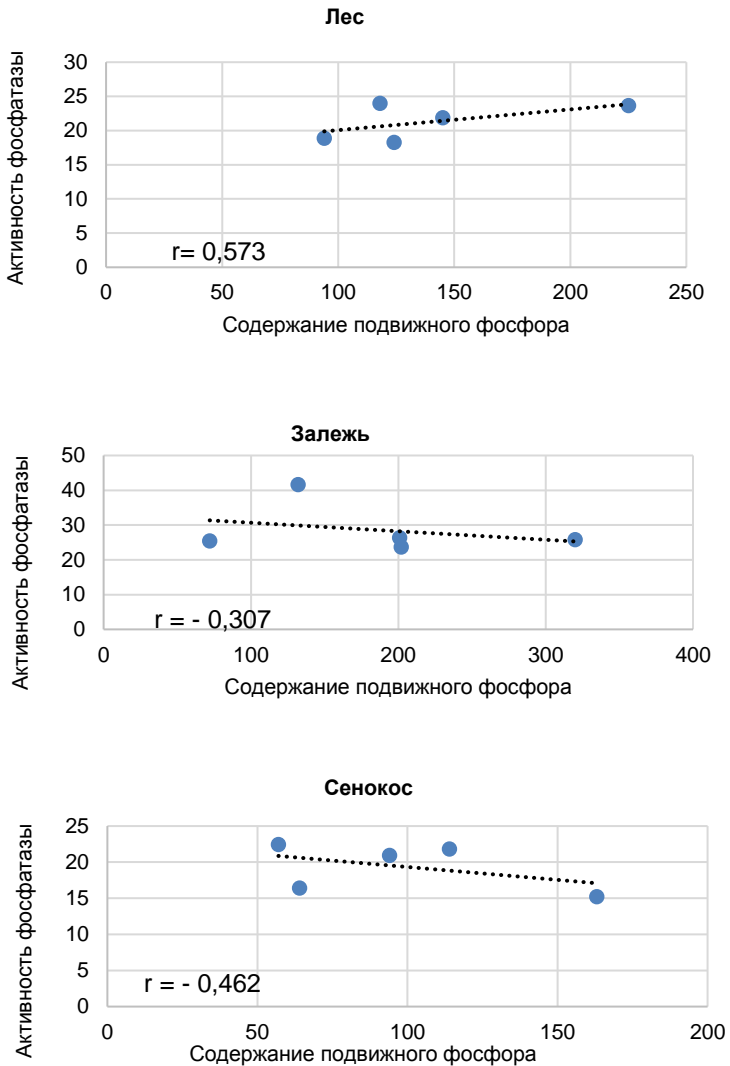 Лес
Активность фосфатазы
30
25
20
15
10
5
0
r= 0,573
0 50 100 150 200 250
Содержание подвижного фосфора
Залежь
Активность фосфатазы
50
40
30
20
10
0
r = - 0,307
0 100 200 300 400
Содержание подвижного фосфора
Сенокос
Активность фосфатазы
25
20
15
10
5
0
r = - 0,462
0 50 100 150 200
Содержание подвижного фосфора